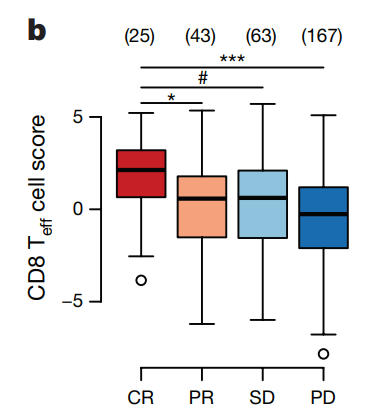 b
(25) (43) (63) (167)
***
#
*
5
0
−5
CD8 Teff cell score
CR PR SD PD